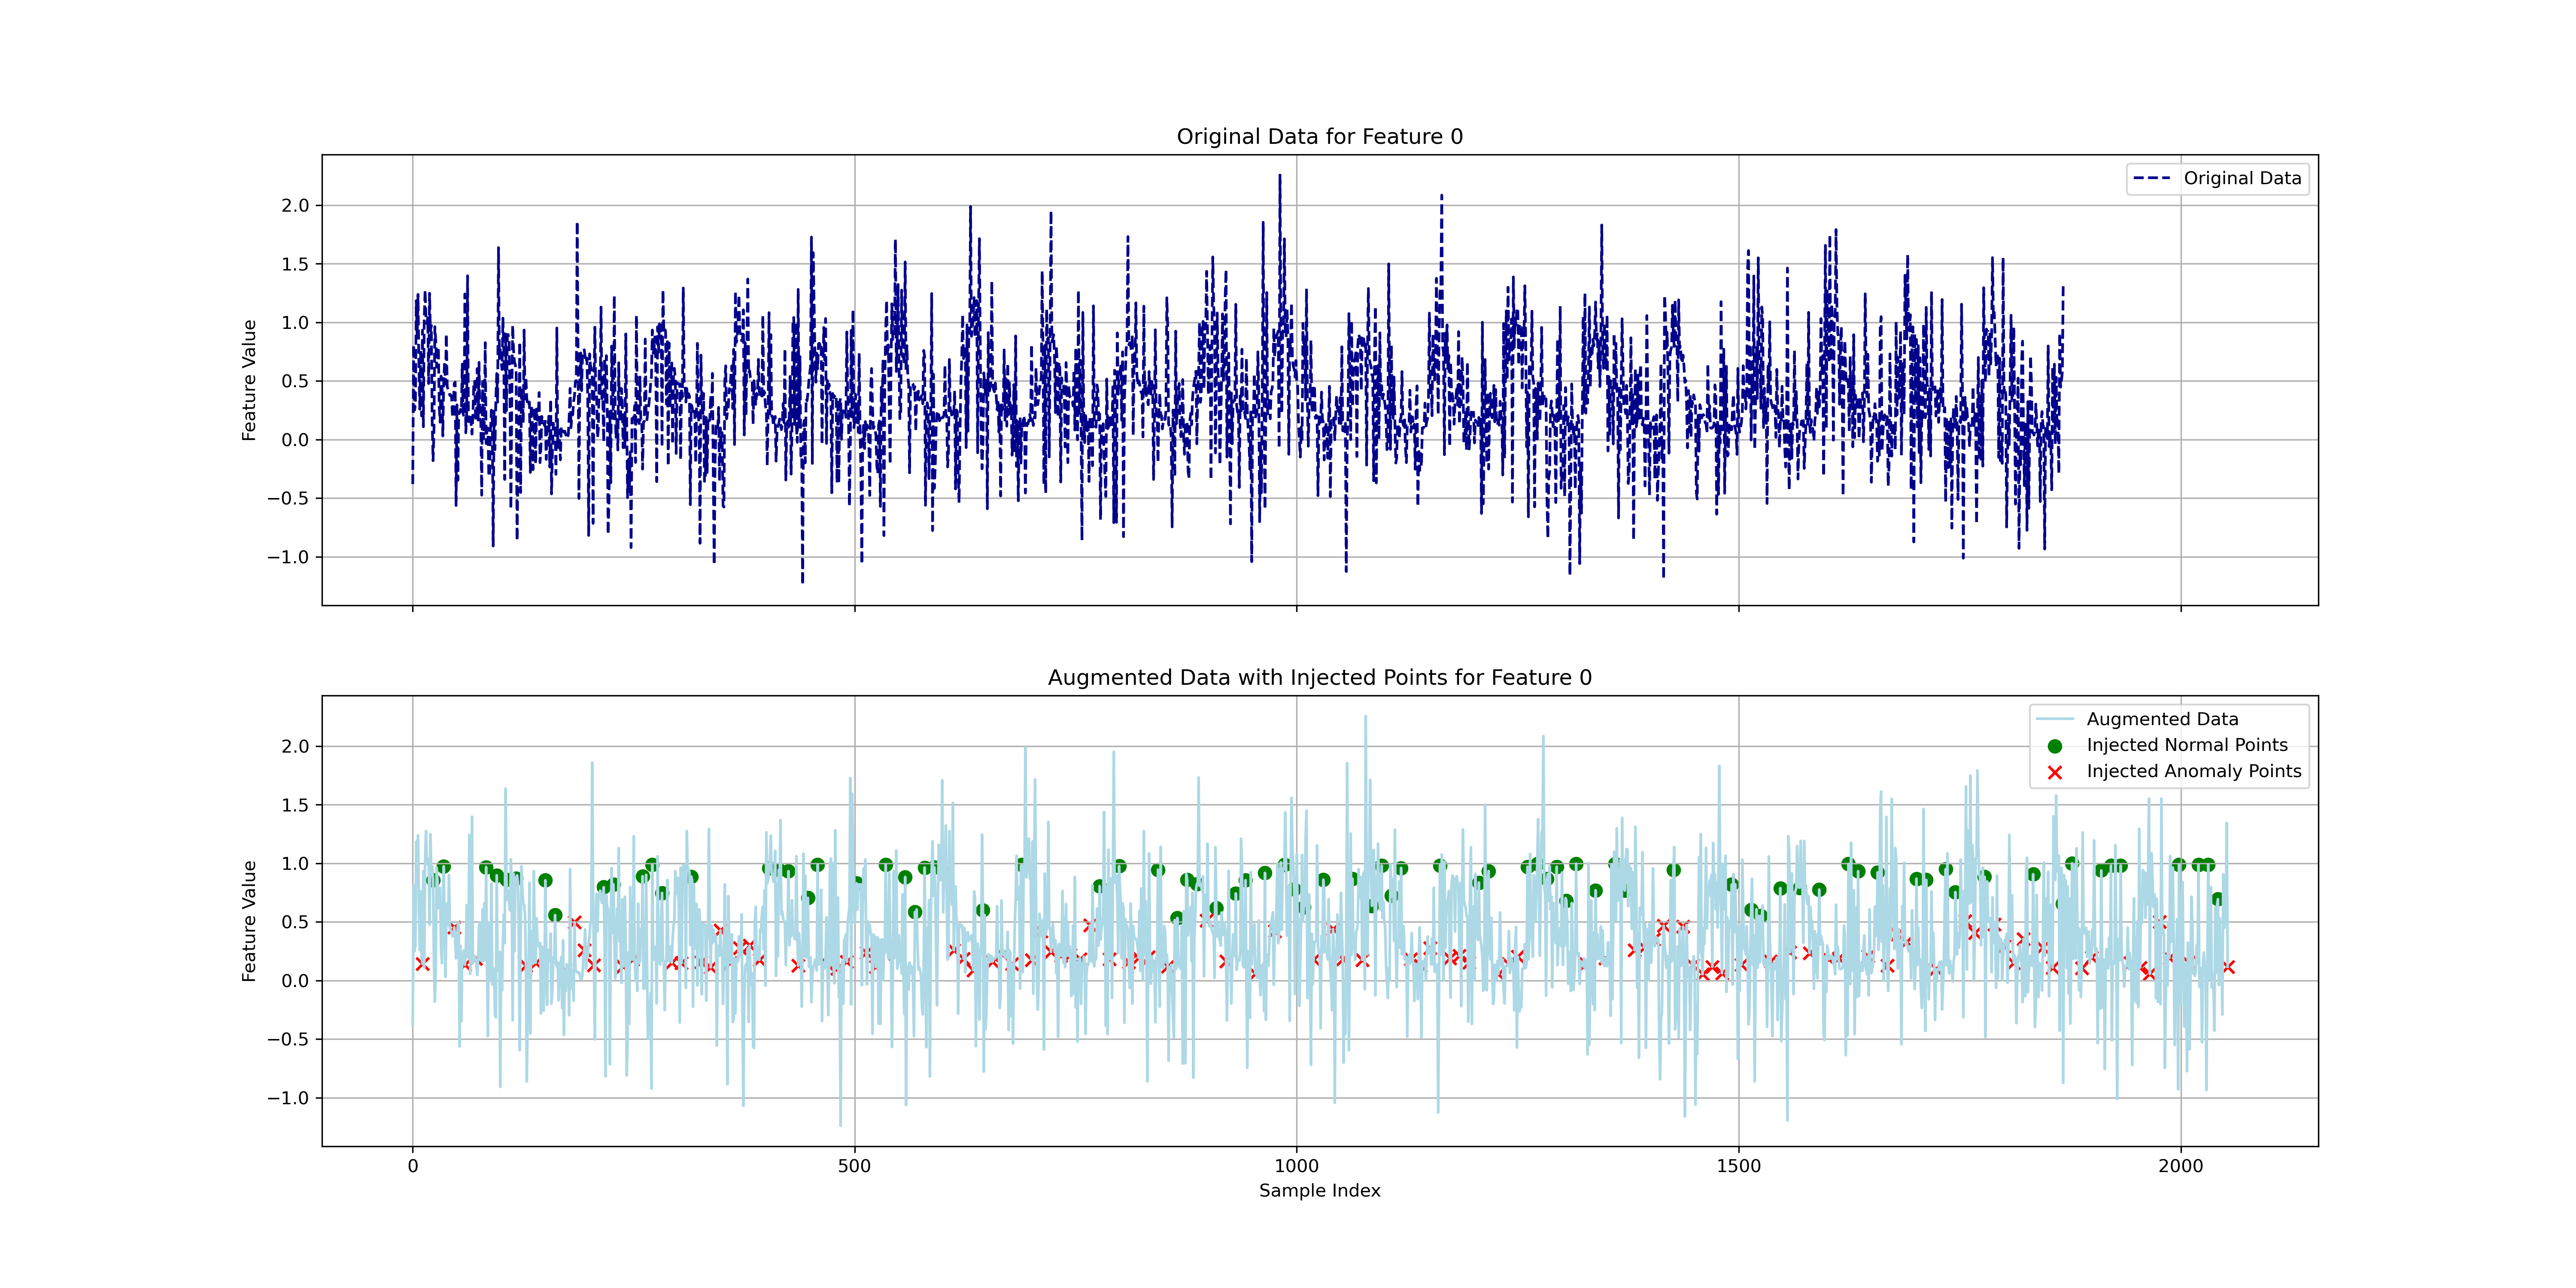 Original Data for Feature 0
Feature Value
2.0
1.5
1.0
0.5
0.0
−0.5
−1.0
Original Data
Augmented Data with Injected Points for Feature 0
Feature Value
2.0
1.5
1.0
0.5
0.0
−0.5
−1.0
Augmented Data
Injected Normal Points
Injected Anomaly Points
0 500 1000 1500 2000
Sample Index